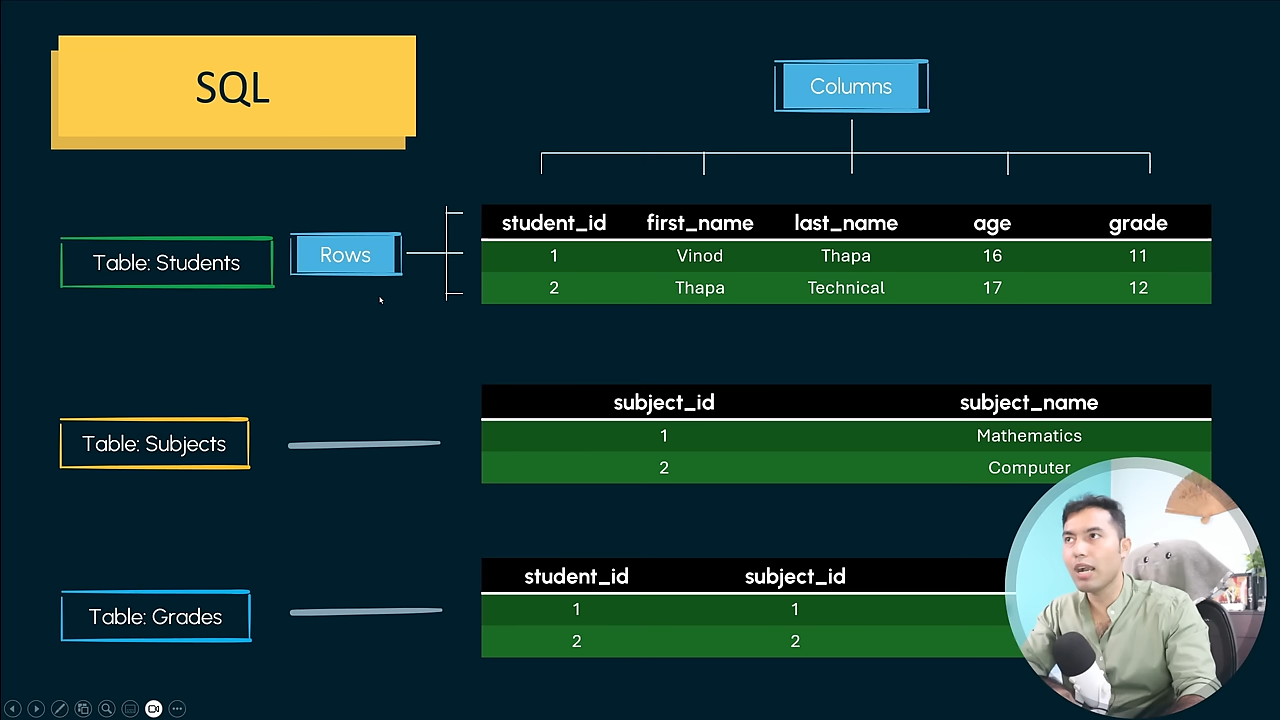 SQL
Columns
Table: Students
Rows
student_id first_name last_name age grade
1 Vinod Thapa 16 11
2 Thapa Technical 17 12
Table: Subjects
subject_id subject_name
1 Mathematics
2 Computer
Table: Grades
student_id subject_id
1 1
2 2